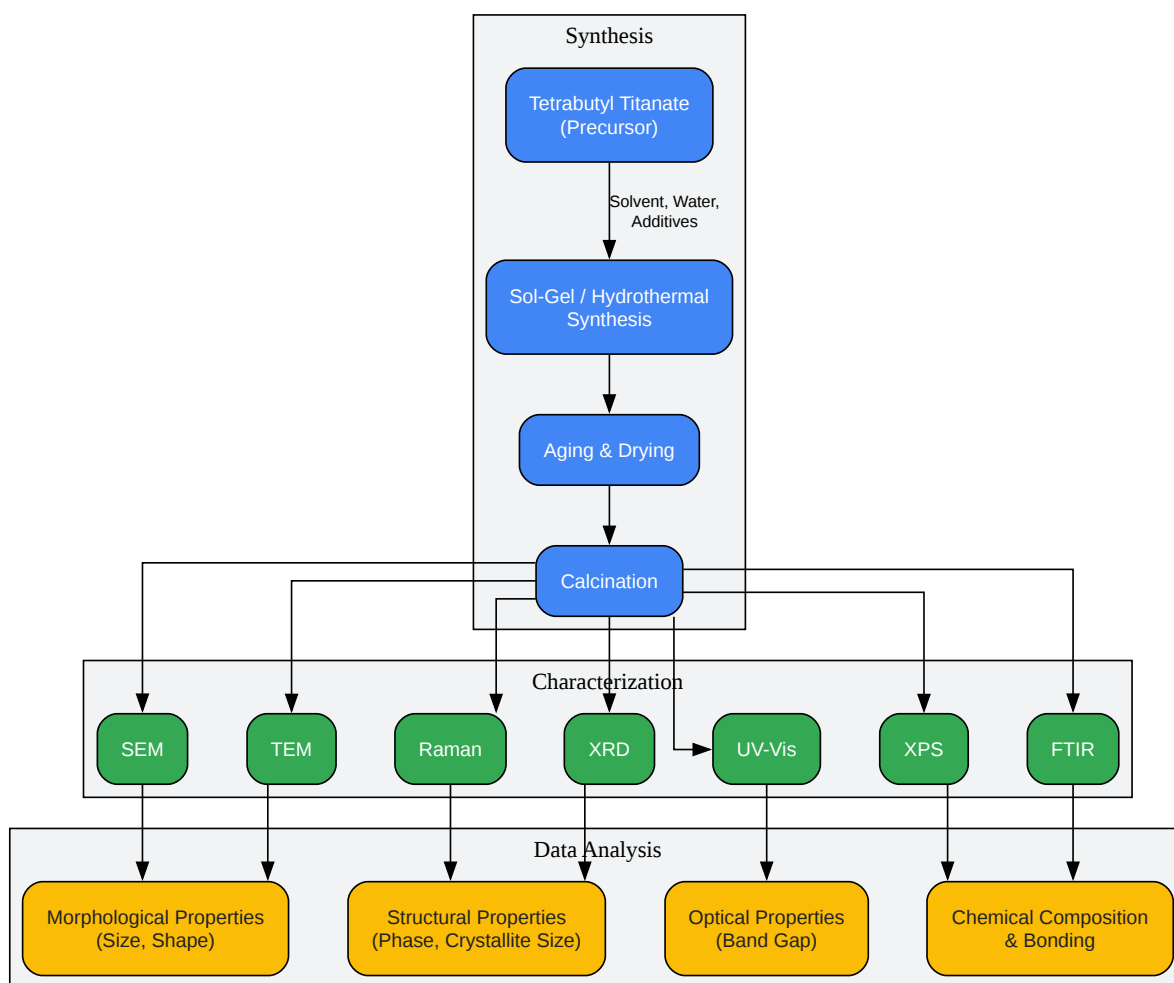 Synthesis
Tetrabutyl Titanate
(Precursor)
Solvent, Water,
Additives
Sol-Gel / Hydrothermal
Synthesis
Aging & Drying
Calcination
Characterization
SEM
TEM
Raman
XRD
UV-Vis
XPS
FTIR
Data Analysis
Morphological Properties
(Size, Shape)
Structural Properties
(Phase, Crystallite Size)
Optical Properties
(Band Gap)
Chemical Composition
& Bonding